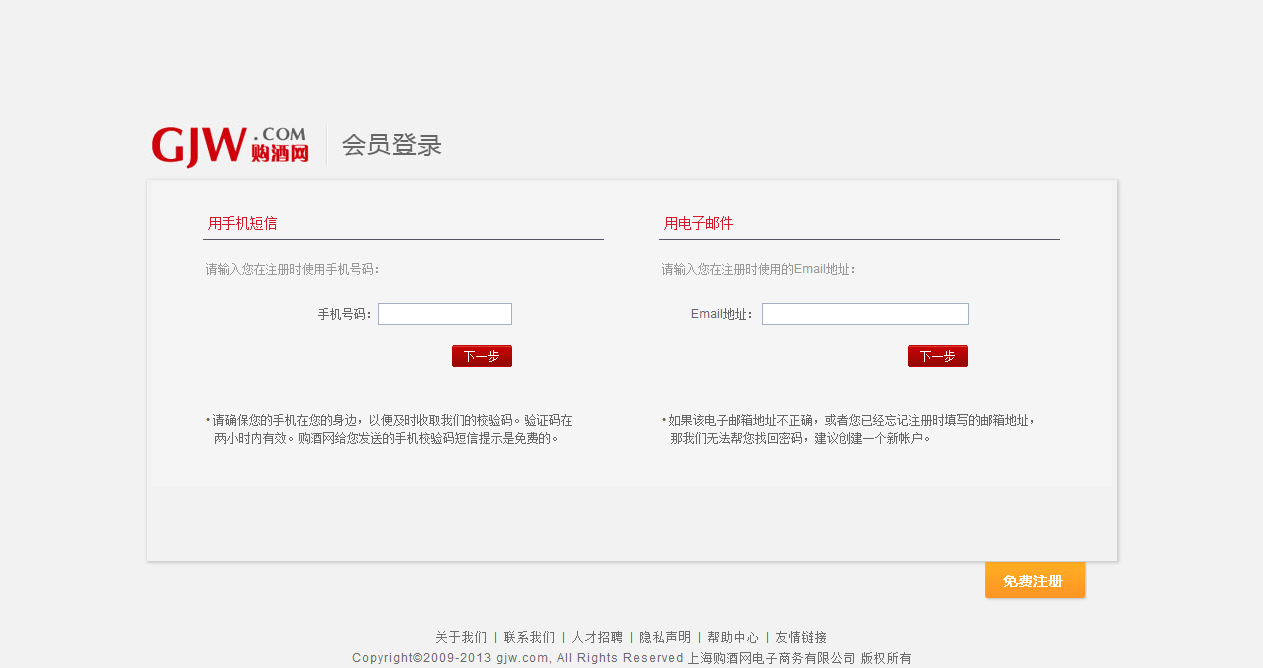 GJW.COM 购酒网 会员登录
用手机短信
请输入您在注册时使用手机号码：
手机号码：
下一步
•请确保您的手机在您的身边，以便及时收取我们的校验码。验证码在
两小时内有效。购酒网给您发送的手机校验码短信提示是免费的。
用电子邮件
请输入您在注册时使用的Email地址：
Email地址：
下一步
•如果该电子邮箱地址不正确，或者您已经忘记注册时填写的邮箱地址，
那我们无法帮您找回密码，建议创建一个新帐户。
免费注册
关于我们 | 联系我们 | 人才招聘 | 隐私声明 | 帮助中心 | 友情链接
Copyright©2009-2013 gjw.com, All Rights Reserved 上海购酒网电子商务有限公司 版权所有